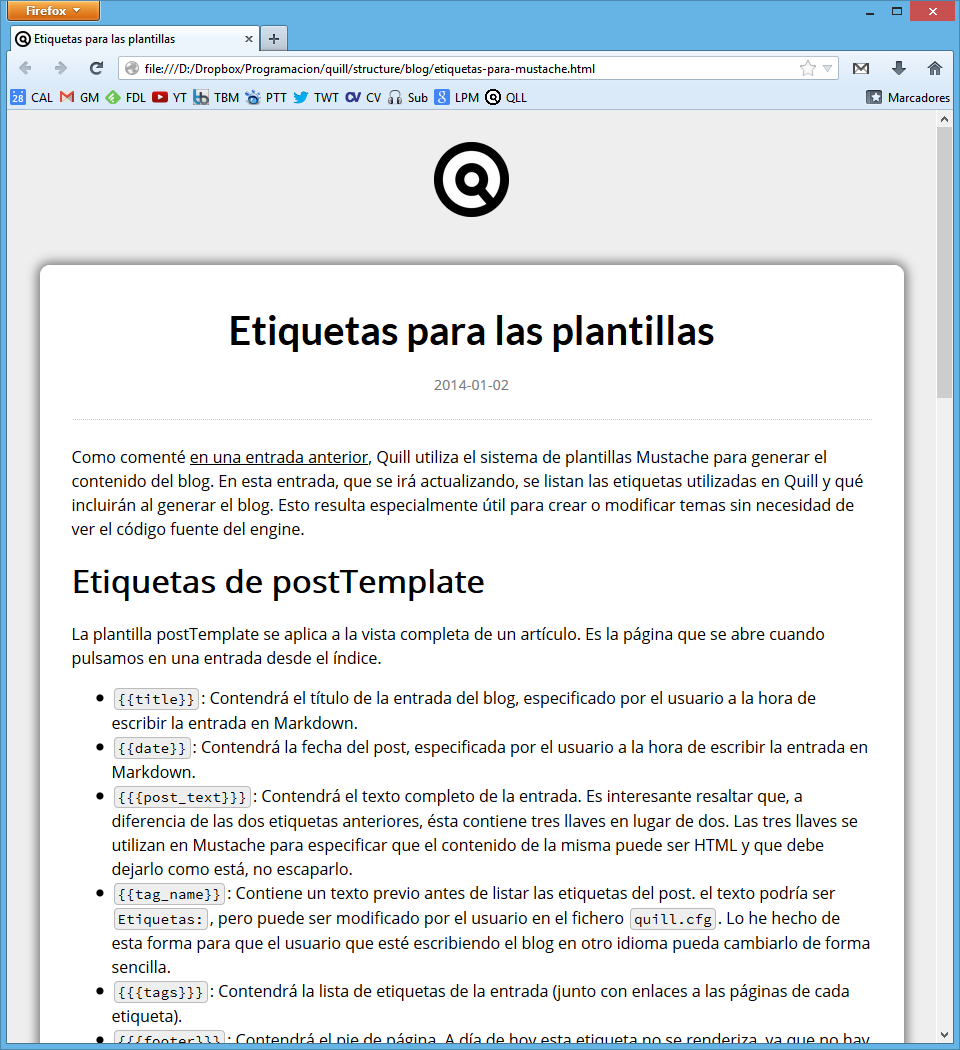 Firefox
Etiquetas para las plantillas
file:///D:/Dropbox/Programacion/quill/structure/blog/etiquetas-para-mustache.html
28 CAL GM FDL YT TBM PTT TWT CV CV Sub 8 LPM QLL Marcadores
Etiquetas para las plantillas
2014-01-02
Como comenté en una entrada anterior, Quill utiliza el sistema de plantillas Mustache para generar el
contenido del blog. En esta entrada, que se irá actualizando, se listan las etiquetas utilizadas en Quill y qué
incluirán al generar el blog. Esto resulta especialmente útil para crear o modificar temas sin necesidad de
ver el código fuente del engine.
Etiquetas de postTemplate
La plantilla postTemplate se aplica a la vista completa de un artículo. Es la página que se abre cuando
pulsamos en una entrada desde el índice.
{{title}}: Contendrá el título de la entrada del blog, especificado por el usuario a la hora de
escribir la entrada en Markdown.
{{date}}: Contendrá la fecha del post, especificada por el usuario a la hora de escribir la entrada en
Markdown.
{{{post_text}}}: Contendrá el texto completo de la entrada. Es interesante resaltar que, a
diferencia de las dos etiquetas anteriores, ésta contiene tres llaves en lugar de dos. Las tres llaves se
utilizan en Mustache para especificar que el contenido de la misma puede ser HTML y que debe
dejarlo como está, no escaparlo.
{{tag_name}}: Contiene un texto previo antes de listar las etiquetas del post. el texto podría ser
Etiquetas:, pero puede ser modificado por el usuario en el fichero quill.cfg. Lo he hecho de
esta forma para que el usuario que esté escribiendo el blog en otro idioma pueda cambiarlo de forma
sencilla.
{{{tags}}}: Contendrá la lista de etiquetas de la entrada (junto con enlaces a las páginas de cada
etiqueta).
{{{footer}}}: Contendrá el pie de página. A día de hoy esta etiqueta no se renderiza, ya que no hay